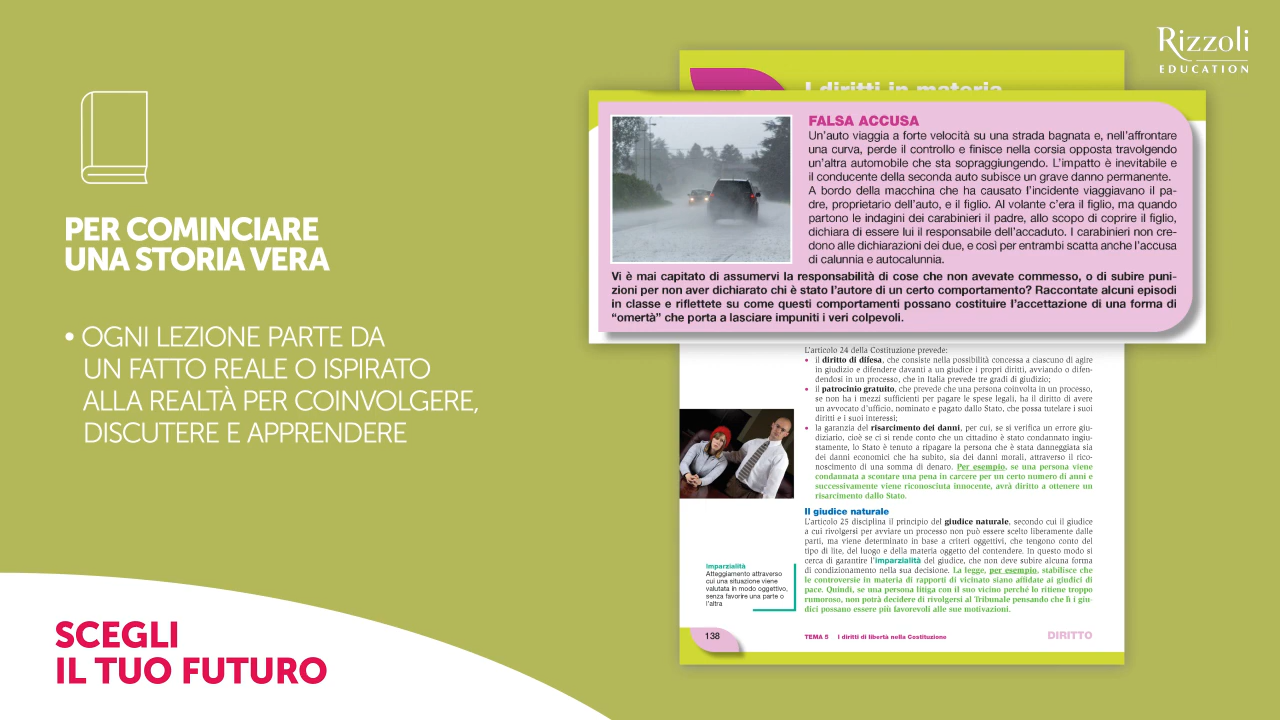 Rizzoli
EDUCATION
PER COMINCIARE
UNA STORIA VERA
• OGNI LEZIONE PARTE DA
UN FATTO REALE O ISPIRATO
ALLA REALTÀ PER COINVOLGERE,
DISCUTERE E APPRENDERE
SCEGLI
IL TUO FUTURO
I diritti in materia
FALSA ACCUSA
Un'auto viaggia a forte velocità su una strada bagnata e, nell'affrontare
una curva, perde il controllo e finisce nella corsia opposta travolgendo
un'altra automobile che sta sopraggiungendo. L'impatto è inevitabile e
il conducente della seconda auto subisce un grave danno permanente.
A bordo della macchina che ha causato l'incidente viaggiavano il pa-
dre, proprietario dell'auto, e il figlio. Al volante c'era il figlio, ma quando
partono le indagini dei carabinieri il padre, allo scopo di coprire il figlio,
dichiara di essere lui il responsabile dell'accaduto. I carabinieri non cre-
dono alle dichiarazioni dei due, e così per entrambi scatta anche l'accusa
di calunnia e autocalunnia.
Vi è mai capitato di assumervi la responsabilità di cose che non avevate commesso, o di subire puni-
zioni per non aver dichiarato chi è stato l'autore di un certo comportamento? Raccontate alcuni episodi
in classe e riflettete su come questi comportamenti possano costituire l'accettazione di una forma di
“omertà” che porta a lasciare impuniti i veri colpevoli.
L'articolo 24 della Costituzione prevede:
• il diritto di difesa, che consiste nella possibilità concessa a ciascuno di agire
in giudizio e difendere davanti a un giudice i propri diritti, avviando o difen-
dendosi in un processo, che in Italia prevede tre gradi di giudizio;
• il patrocinio gratuito, che prevede che una persona coinvolta in un processo,
se non ha i mezzi sufficienti per pagare le spese legali, ha il diritto di avere
un avvocato d'ufficio, nominato e pagato dallo Stato, che possa tutelare i suoi
diritti e i suoi interessi;
• la garanzia del risarcimento dei danni, per cui, se si verifica un errore giu-
diziario, cioè se ci si rende conto che un cittadino è stato condannato ingiu-
stamente, lo Stato è tenuto a ripagare la persona che è stata danneggiata sia
dei danni economici che ha subito, sia dei danni morali, attraverso il rico-
noscimento di una somma di denaro. Per esempio, se una persona viene
condannata a scontare una pena in carcere per un certo numero di anni e
successivamente viene riconosciuta innocente, avrà diritto a ottenere un
risarcimento dallo Stato.
Il giudice naturale
L'articolo 25 disciplina il principio del giudice naturale, secondo cui il giudice
a cui rivolgersi per avviare un processo non può essere scelto liberamente dalle
parti, ma viene determinato in base a criteri oggettivi, che tengono conto del
tipo di lite, del luogo e della materia oggetto del contendere. In questo modo si
cerca di garantire l'imparzialità del giudice, che non deve subire alcuna forma
di condizionamento nella sua decisione. La legge, per esempio, stabilisce che
le controversie in materia di rapporti di vicinato siano affidate ai giudici di
pace. Quindi, se una persona litiga con il suo vicino perché lo ritiene troppo
rumoroso, non potrà decidere di rivolgersi al Tribunale pensando che lì i giu-
dici possano essere più favorevoli alle sue motivazioni.
Imparzialità
Atteggiamento attraverso
cui una situazione viene
valutata in modo oggettivo,
senza favorire una parte o
l'altra
138
TEMA 5 I diritti di libertà nella Costituzione
DIRITTO